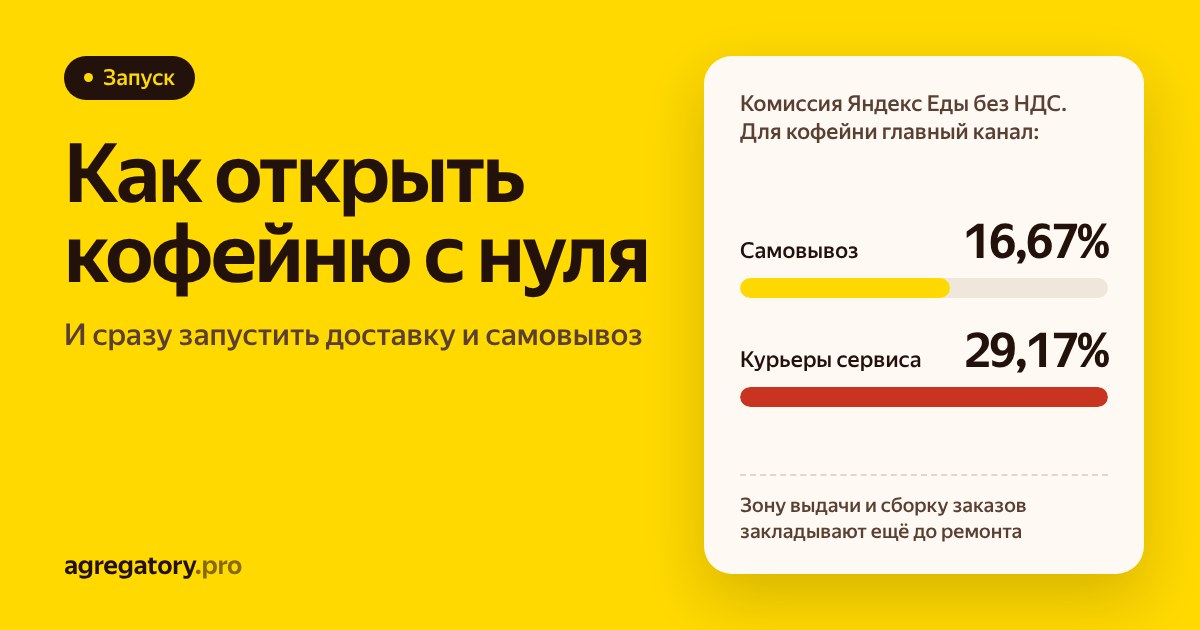 Запуск
Как открыть
кофейню с нуля
И сразу запустить доставку и самовывоз
agregatory.pro
Комиссия Яндекс Еды без НДС.
Для кофейни главный канал:
Самовывоз 16,67%
Курьеры сервиса 29,17%
Зону выдачи и сборку заказов
закладывают ещё до ремонта